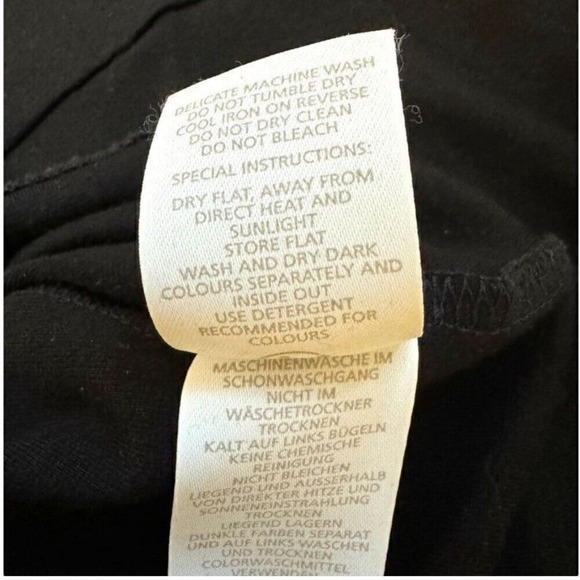 DELICATE MACHINE WASH
DO NOT TUMBLE DRY
COOL IRON ON REVERSE
DO NOT DRY CLEAN
DO NOT BLEACH
SPECIAL INSTRUCTIONS:
DRY FLAT, AWAY FROM
DIRECT HEAT AND
SUNLIGHT
STORE FLAT
WASH AND DRY DARK
COLOURS SEPARATELY AND
INSIDE OUT
USE DETERGENT
RECOMMENDED FOR
COLOURS
MASCHINENWÄSCHE IM
SCHONWASCHGANG
NICHT IM
WÄSCHETROCKNER
TROCKNEN
KALT AUF LINKS BÜGELN
KEINE CHEMISCHE
REINIGUNG
NICHT BLEICHEN
LIEGEND UND AUSSERHALB
VON DIREKTER HITZE UND
SONNENEINSTRAHLUNG
TROCKNEN
LIEGEND LAGERN
DUNKLE FARBEN SEPARAT
UND AUF LINKS WASCHEN
UND TROCKNEN
COLORWASCHMITTEL
VERWENDEN